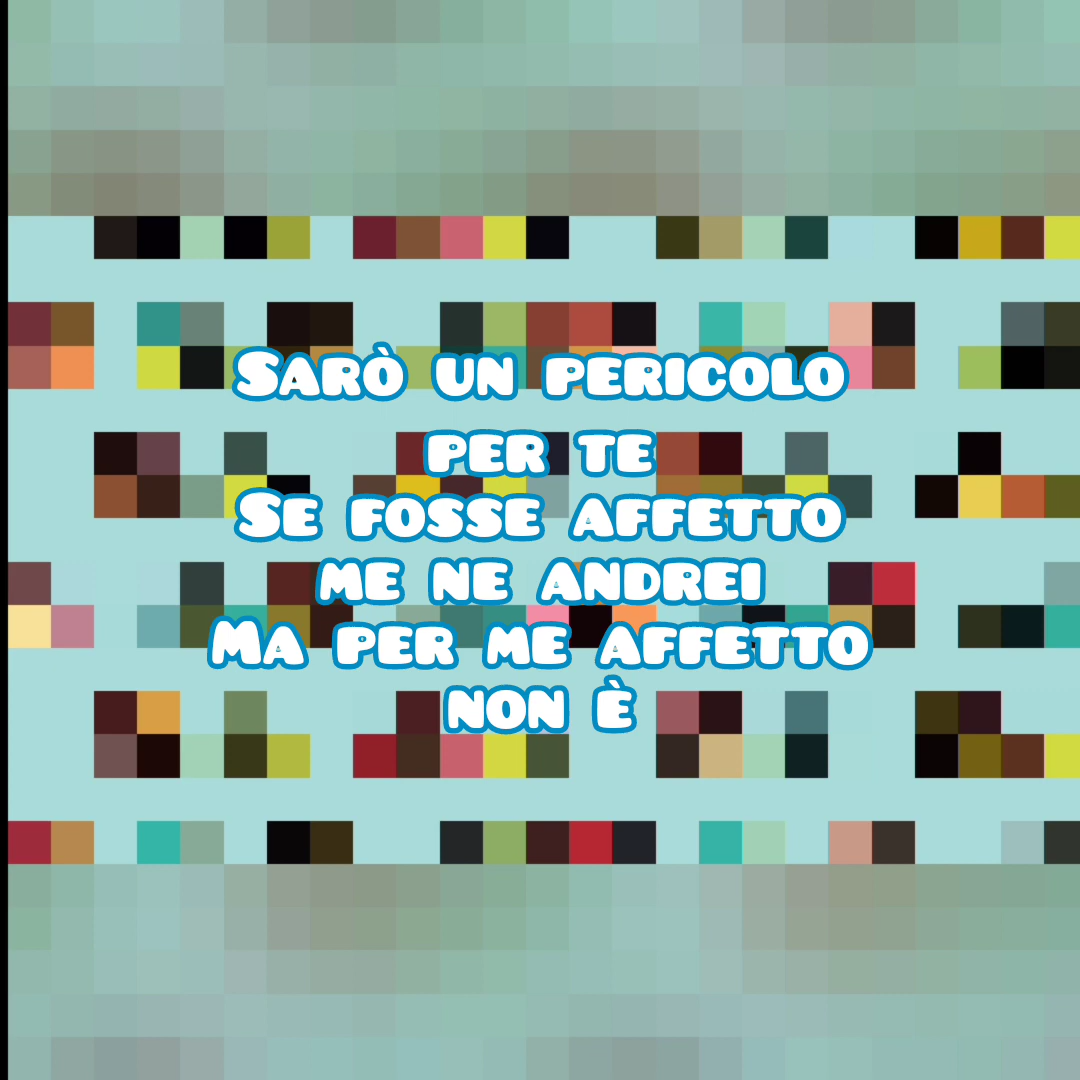 Sarò un pericolo
per te
Se fosse affetto
me ne andrei
Ma per me affetto
non è